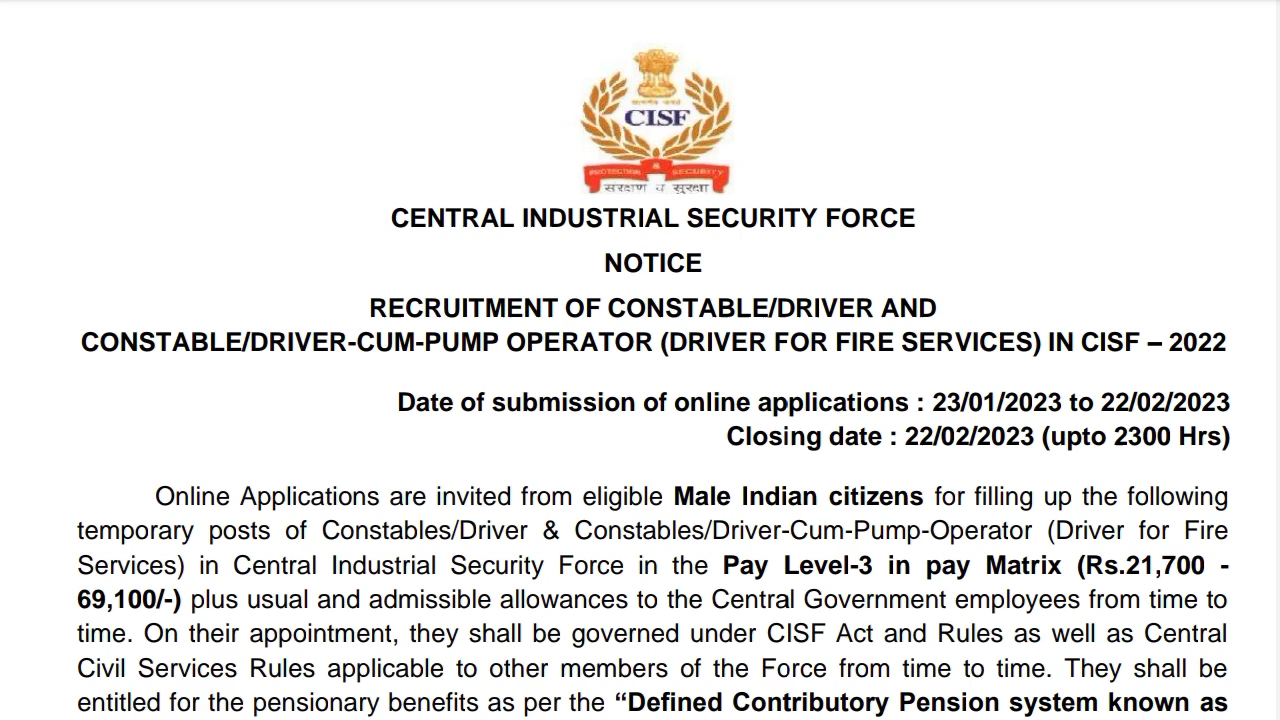 CISF
PROTECTION & SECURITY
संरक्षण व सुरक्षा
CENTRAL INDUSTRIAL SECURITY FORCE
NOTICE
RECRUITMENT OF CONSTABLE/DRIVER AND
CONSTABLE/DRIVER-CUM-PUMP OPERATOR (DRIVER FOR FIRE SERVICES) IN CISF – 2022
Date of submission of online applications : 23/01/2023 to 22/02/2023
Closing date : 22/02/2023 (upto 2300 Hrs)
Online Applications are invited from eligible Male Indian citizens for filling up the following
temporary posts of Constables/Driver & Constables/Driver-Cum-Pump-Operator (Driver for Fire
Services) in Central Industrial Security Force in the Pay Level-3 in pay Matrix (Rs.21,700 -
69,100/-) plus usual and admissible allowances to the Central Government employees from time to
time. On their appointment, they shall be governed under CISF Act and Rules as well as Central
Civil Services Rules applicable to other members of the Force from time to time. They shall be
entitled for the pensionary benefits as per the “Defined Contributory Pension system known as